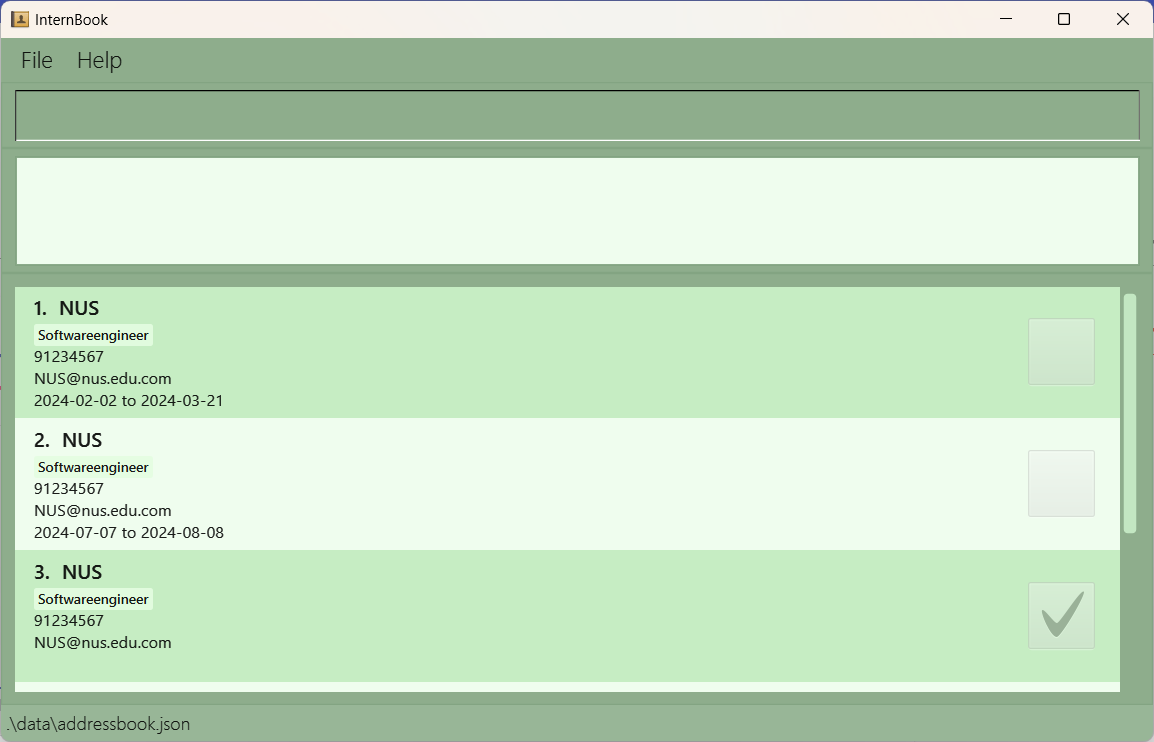 InternBook
File Help
1. NUS
Softwareengineer
91234567
NUS@nus.edu.com
2024-02-02 to 2024-03-21
2. NUS
Softwareengineer
91234567
NUS@nus.edu.com
2024-07-07 to 2024-08-08
3. NUS
Softwareengineer
91234567
NUS@nus.edu.com
.\data\addressbook.json